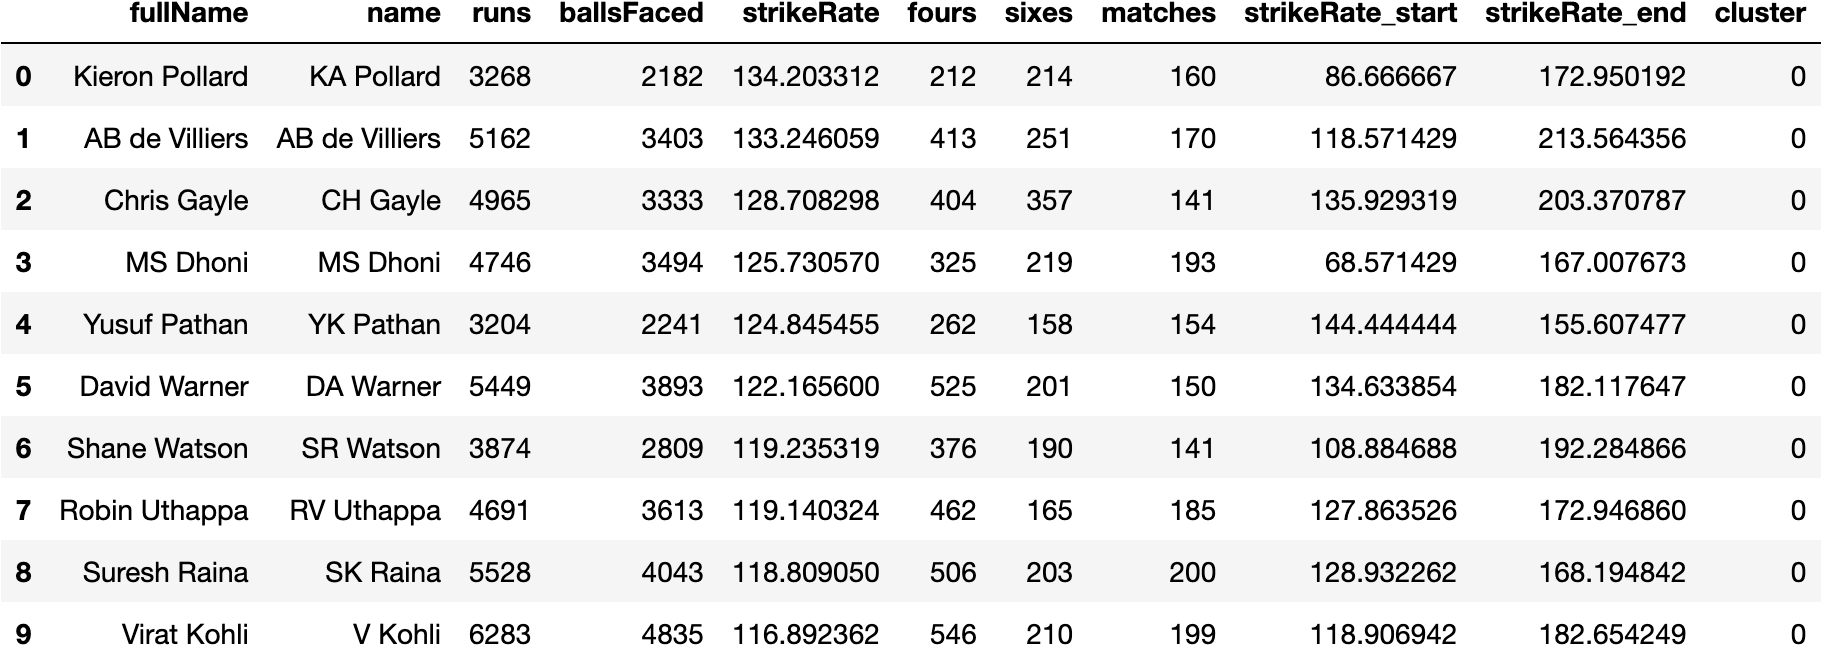 fullName name runs ballsFaced strikeRate fours sixes matches strikeRate_start strikeRate_end cluster
0 Kieron Pollard KA Pollard 3268 2182 134.203312 212 214 160 86.666667 172.950192 0
1 AB de Villiers AB de Villiers 5162 3403 133.246059 413 251 170 118.571429 213.564356 0
2 Chris Gayle CH Gayle 4965 3333 128.708298 404 357 141 135.929319 203.370787 0
3 MS Dhoni MS Dhoni 4746 3494 125.730570 325 219 193 68.571429 167.007673 0
4 Yusuf Pathan YK Pathan 3204 2241 124.845455 262 158 154 144.444444 155.607477 0
5 David Warner DA Warner 5449 3893 122.165600 525 201 150 134.633854 182.117647 0
6 Shane Watson SR Watson 3874 2809 119.235319 376 190 141 108.884688 192.284866 0
7 Robin Uthappa RV Uthappa 4691 3613 119.140324 462 165 185 127.863526 172.946860 0
8 Suresh Raina SK Raina 5528 4043 118.809050 506 203 200 128.932262 168.194842 0
9 Virat Kohli V Kohli 6283 4835 116.892362 546 210 199 118.906942 182.654249 0